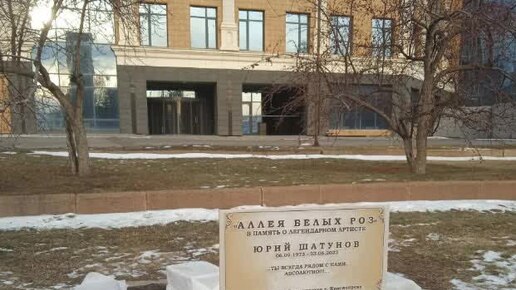 «АЛЛЕЯ БЕЛЫХ РОЗ»
В ПАМЯТЬ О ЛЕГЕНДАРНОМ АРТИСТЕ
ЮРИЙ ШАТУНОВ
06.09.1973 - 23.06.2022
...ТЫ ВСЕГДА РЯДОМ С НАМИ.
АБСОЛЮТНО!..